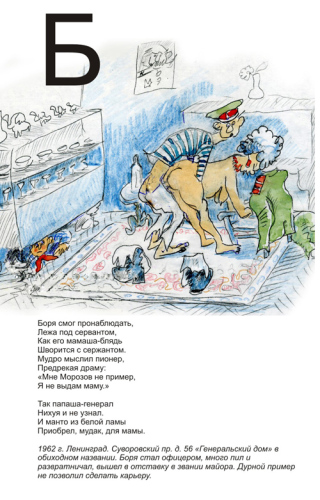 Б
Боря смог пронаблюдать,
Лежа под сервантом,
Как его мамаша-блядь
Шворится с сержантом.
Мудро мыслил пионер,
Предрекая драму:
«Мне Морозов не пример,
Я не выдам маму.»
Так папаша-генерал
Нихуя и не узнал.
И манто из белой ламы
Приобрел, мудак, для мамы.
1962 г. Ленинград. Суворовский пр. д. 56 «Генеральский дом» в
обиходном названии. Боря стал офицером, много пил и
развратничал, вышел в отставку в звании майора. Дурной пример
не позволил сделать карьеру.